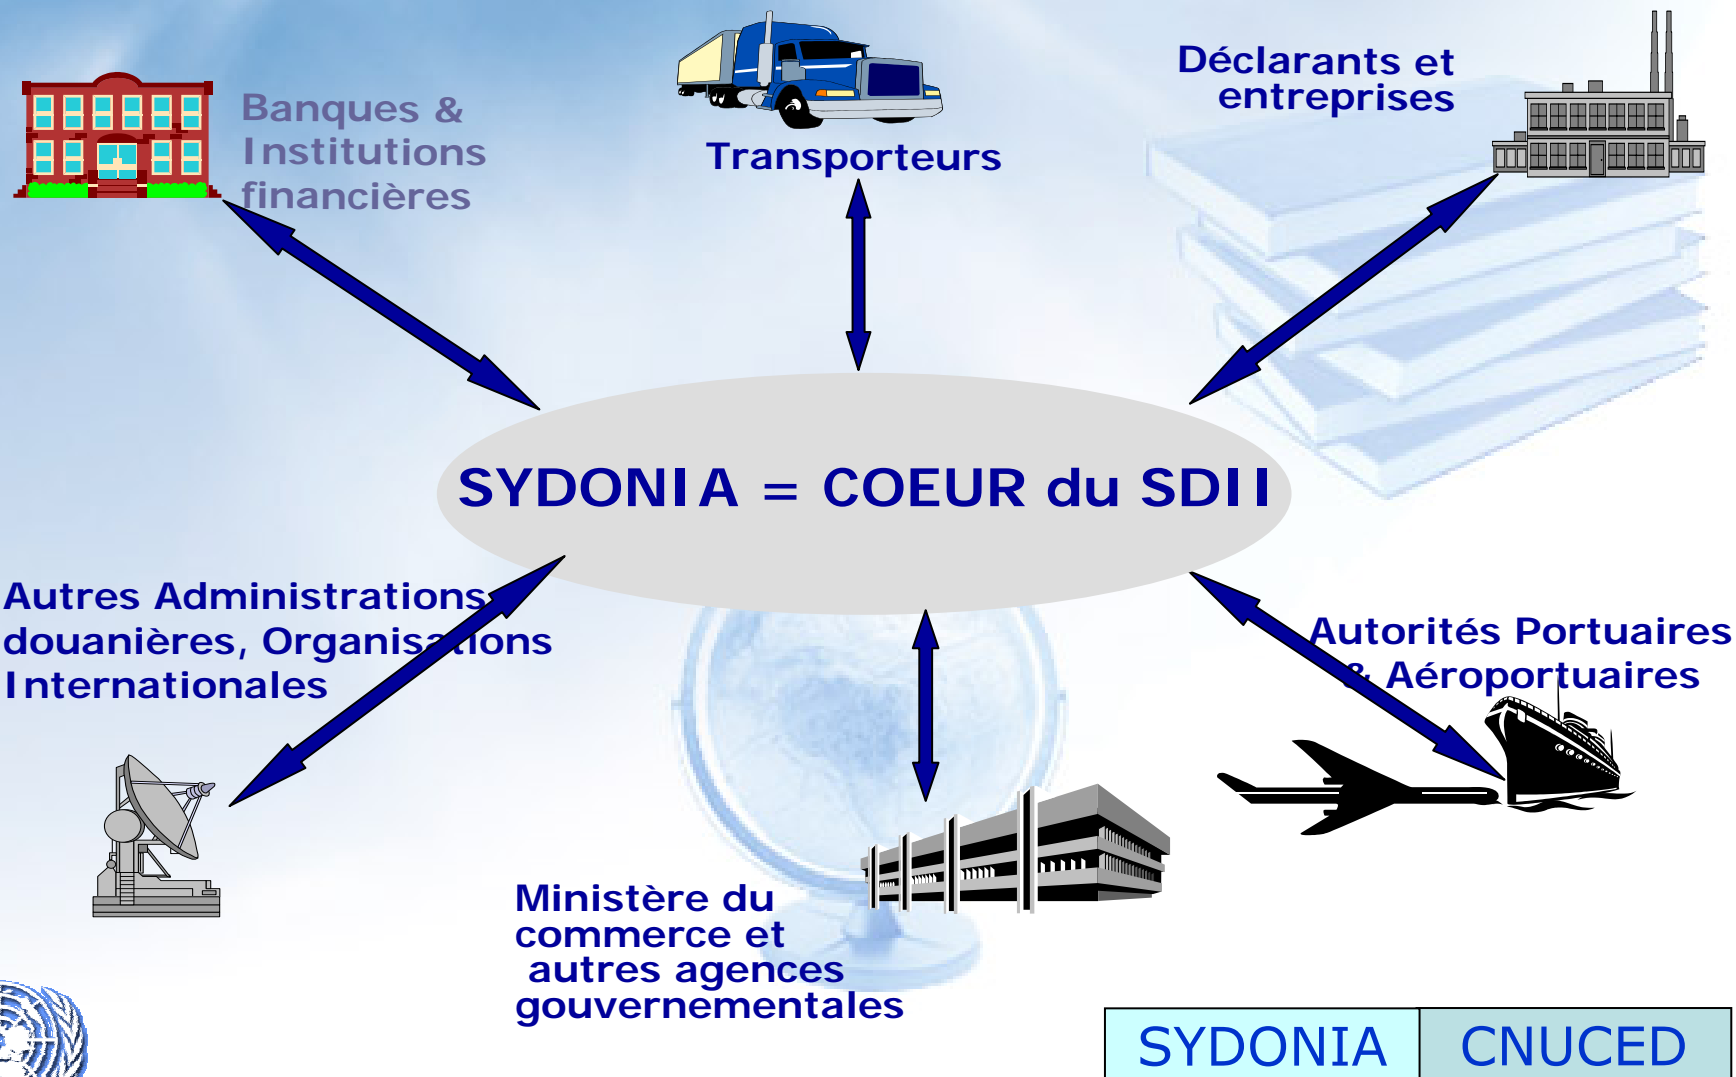 Banques &
Institutions
financières
Transporteurs
Déclarants et
entreprises
SYDONIA = COEUR du SDII
Autres Administrations
douanières, Organisations
Internationales
Autorités Portuaires
& Aéroportuaires
Ministère du
commerce et
autres agences
gouvernementales
SYDONIA
CNUCED